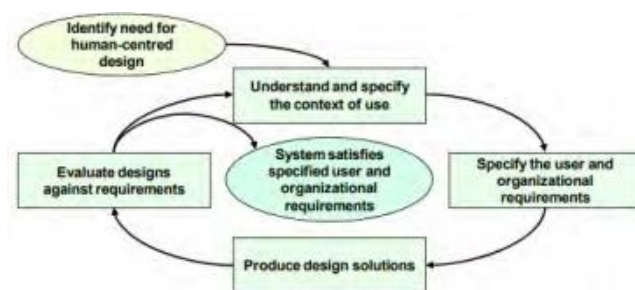 Identify need for
human-centred
design
Understand and specify
the context of use
Evaluate designs
against requirements
System satisfies
specified user and
organizational
requirements
Specify the user and
organizational
requirements
Produce design solutions